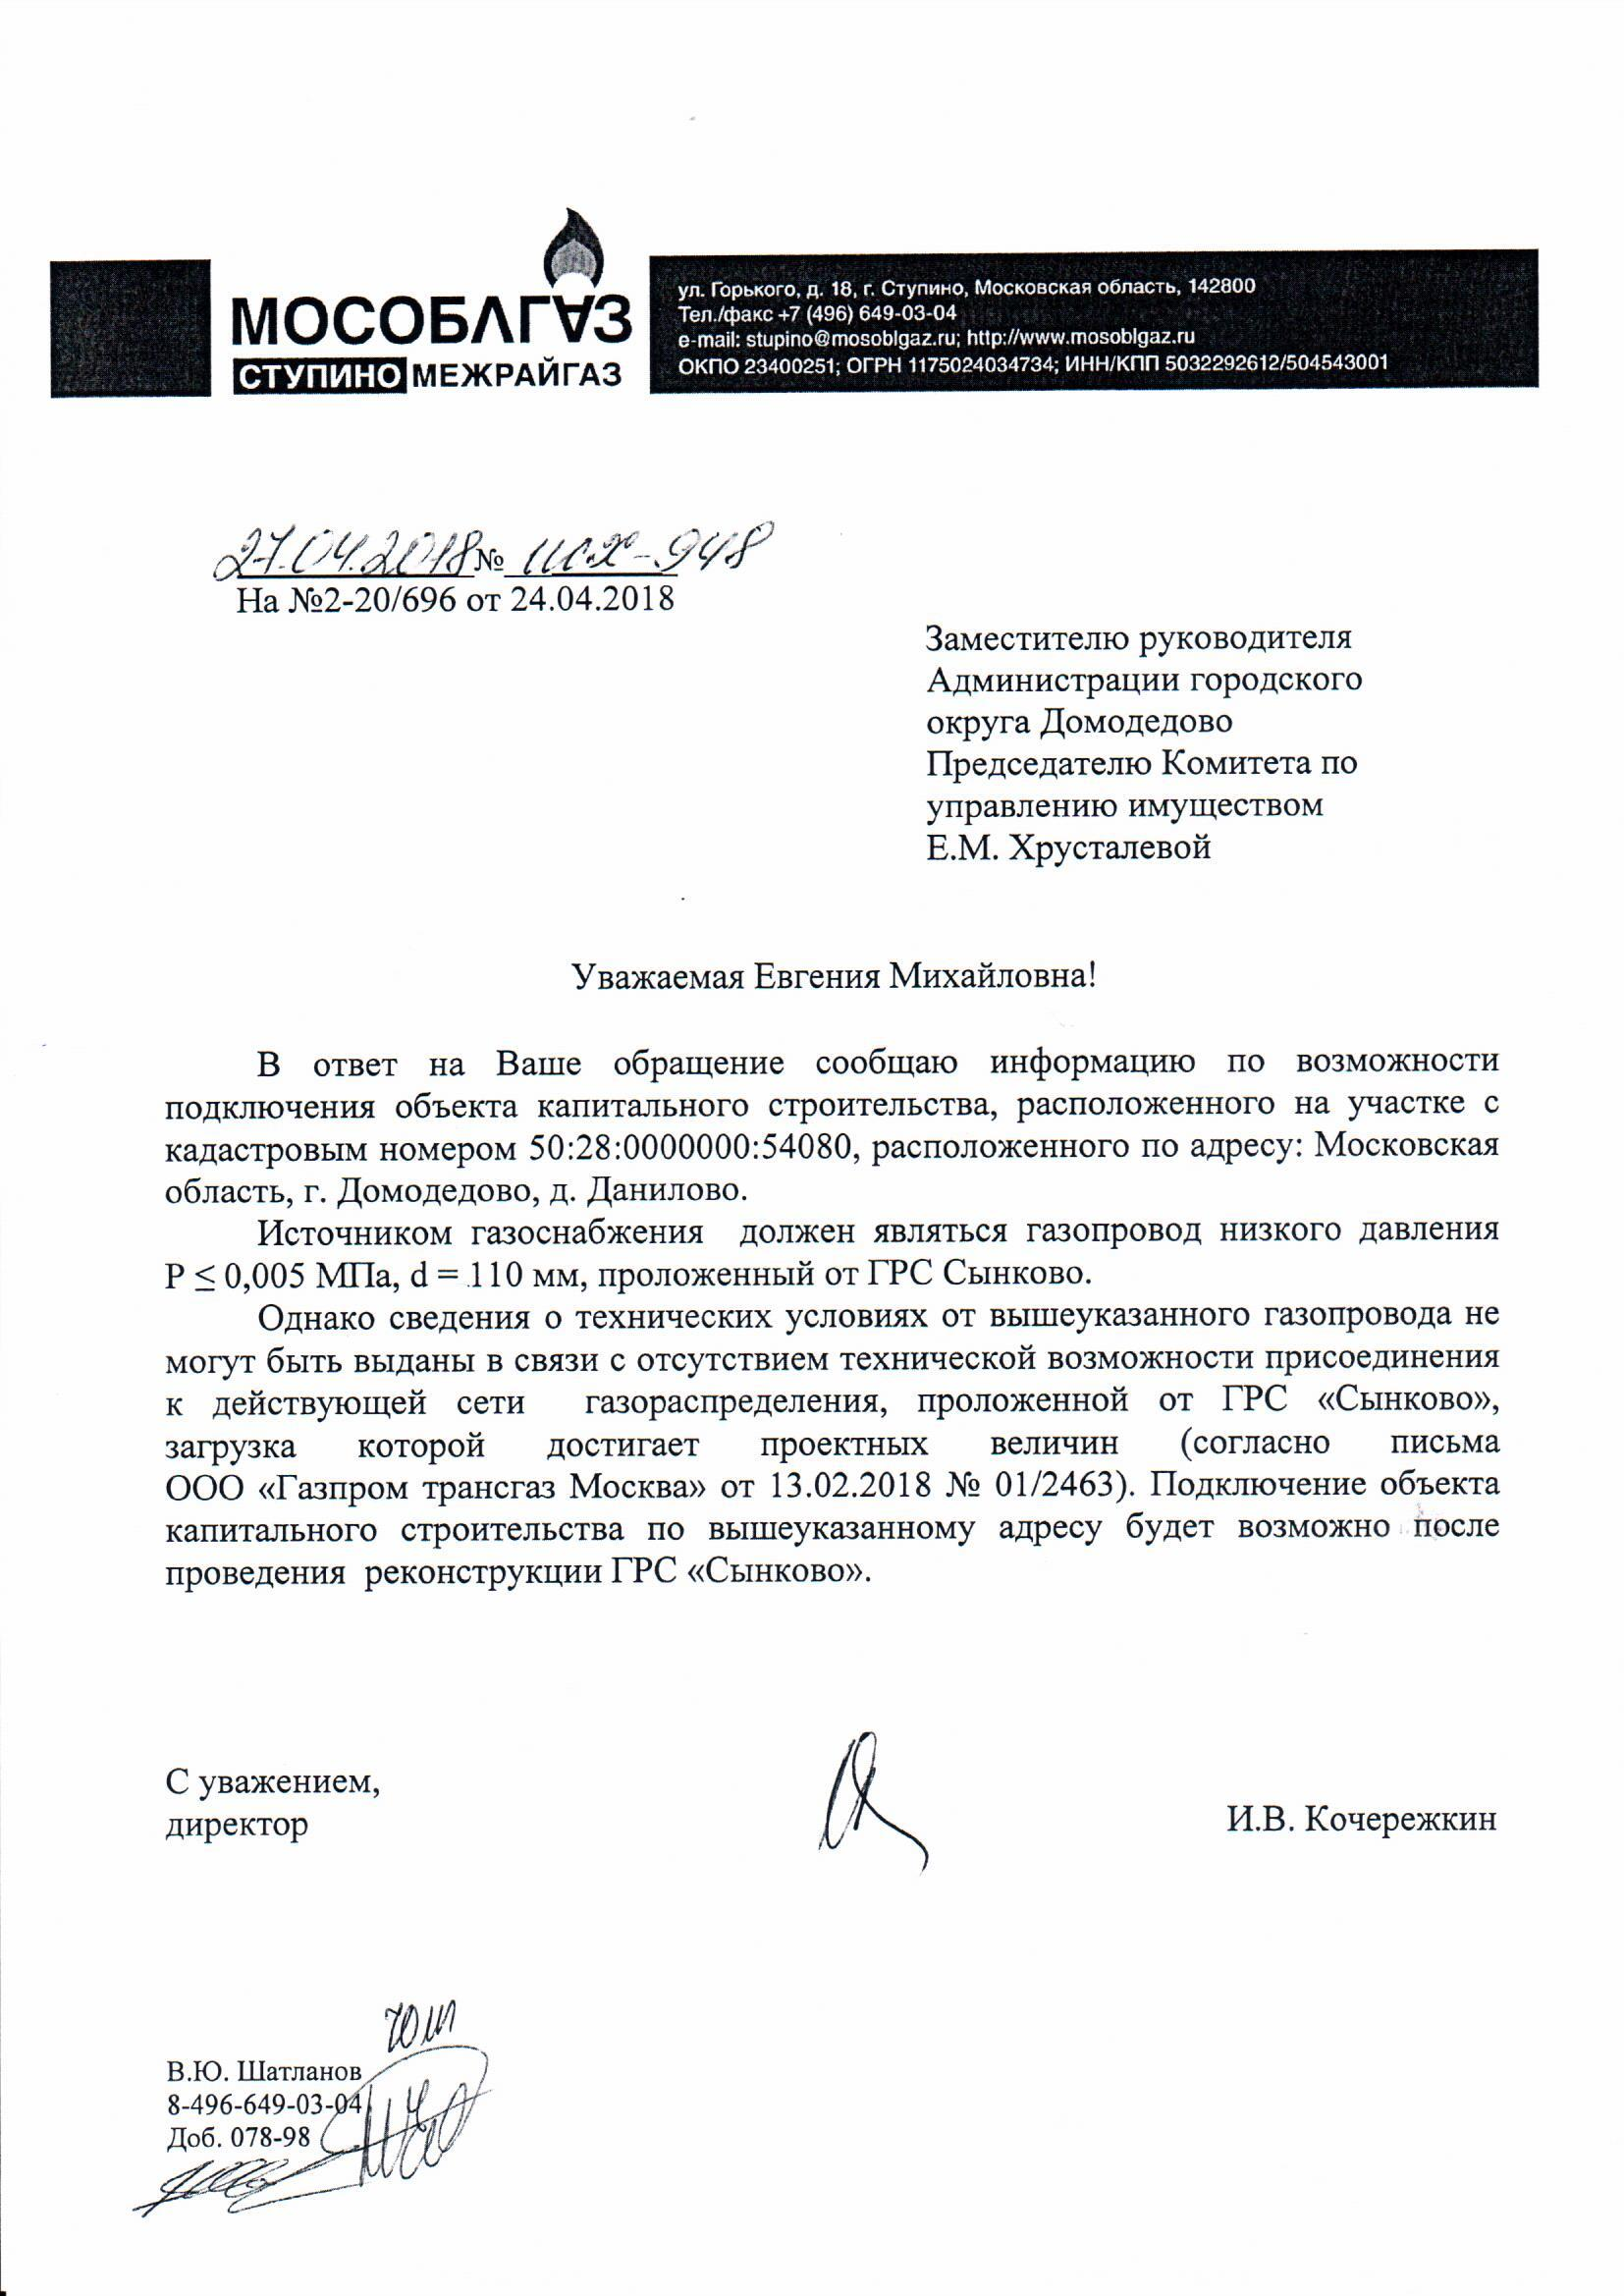 МОСОБЛГАЗ
СТУПИНО МЕЖРАЙГАЗ
ул. Горького, д. 18, г. Ступино, Московская область, 142800
Тел./факс +7 (496) 649-03-04
e-mail: stupino@mosoblgaz.ru; http://www.mosoblgaz.ru
ОКПО 23400251; ОГРН 1175024034734; ИНН/КПП 5032292612/504543001
27.04.2018 № исх-948
На №2-20/696 от 24.04.2018
Заместителю руководителя
Администрации городского
округа Домодедово
Председателю Комитета по
управлению имуществом
Е.М. Хрусталевой
Уважаемая Евгения Михайловна!
В ответ на Ваше обращение сообщаю информацию по возможности
подключения объекта капитального строительства, расположенного на участке с
кадастровым номером 50:28:0000000:54080, расположенного по адресу: Московская
область, г. Домодедово, д. Данилово.
Источником газоснабжения должен являться газопровод низкого давления
Р ≤ 0,005 МПа, d = 110 мм, проложенный от ГРС Сынково.
Однако сведения о технических условиях от вышеуказанного газопровода не
могут быть выданы в связи с отсутствием технической возможности присоединения
к действующей сети газораспределения, проложенной от ГРС «Сынково»,
загрузка которой достигает проектных величин (согласно письма
ООО «Газпром трансгаз Москва» от 13.02.2018 № 01/2463). Подключение объекта
капитального строительства по вышеуказанному адресу будет возможно после
проведения реконструкции ГРС «Сынково».
С уважением,
директор
И.В. Кочережкин
В.Ю. Шатланов
8-496-649-03-04
Доб. 078-98